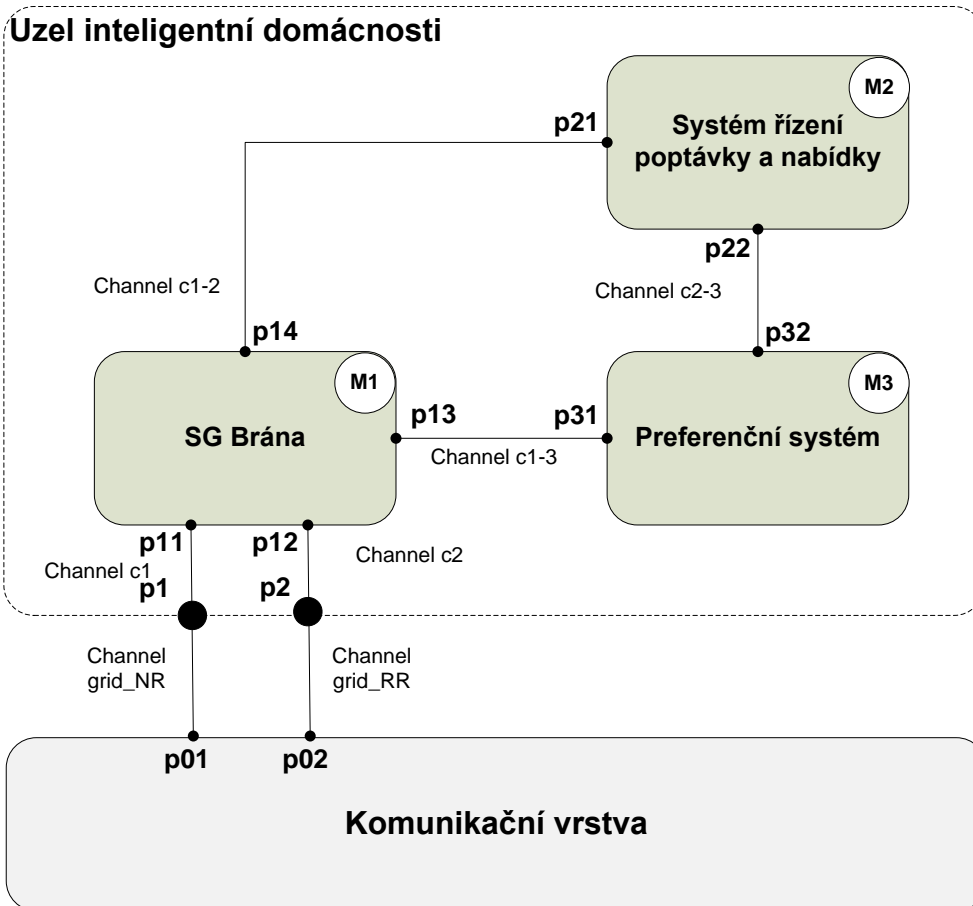 Uzel inteligentní domácnosti
M2
p21
Systém řízení
poptávky a nabídky
p22
Channel c1-2
Channel c2-3
p14
p32
M1
M3
p13
p31
SG Brána
Preferenční systém
Channel c1-3
p11
p12
Channel c1
Channel c2
p1
p2
Channel
grid_NR
Channel
grid_RR
p01
p02
Komunikační vrstva